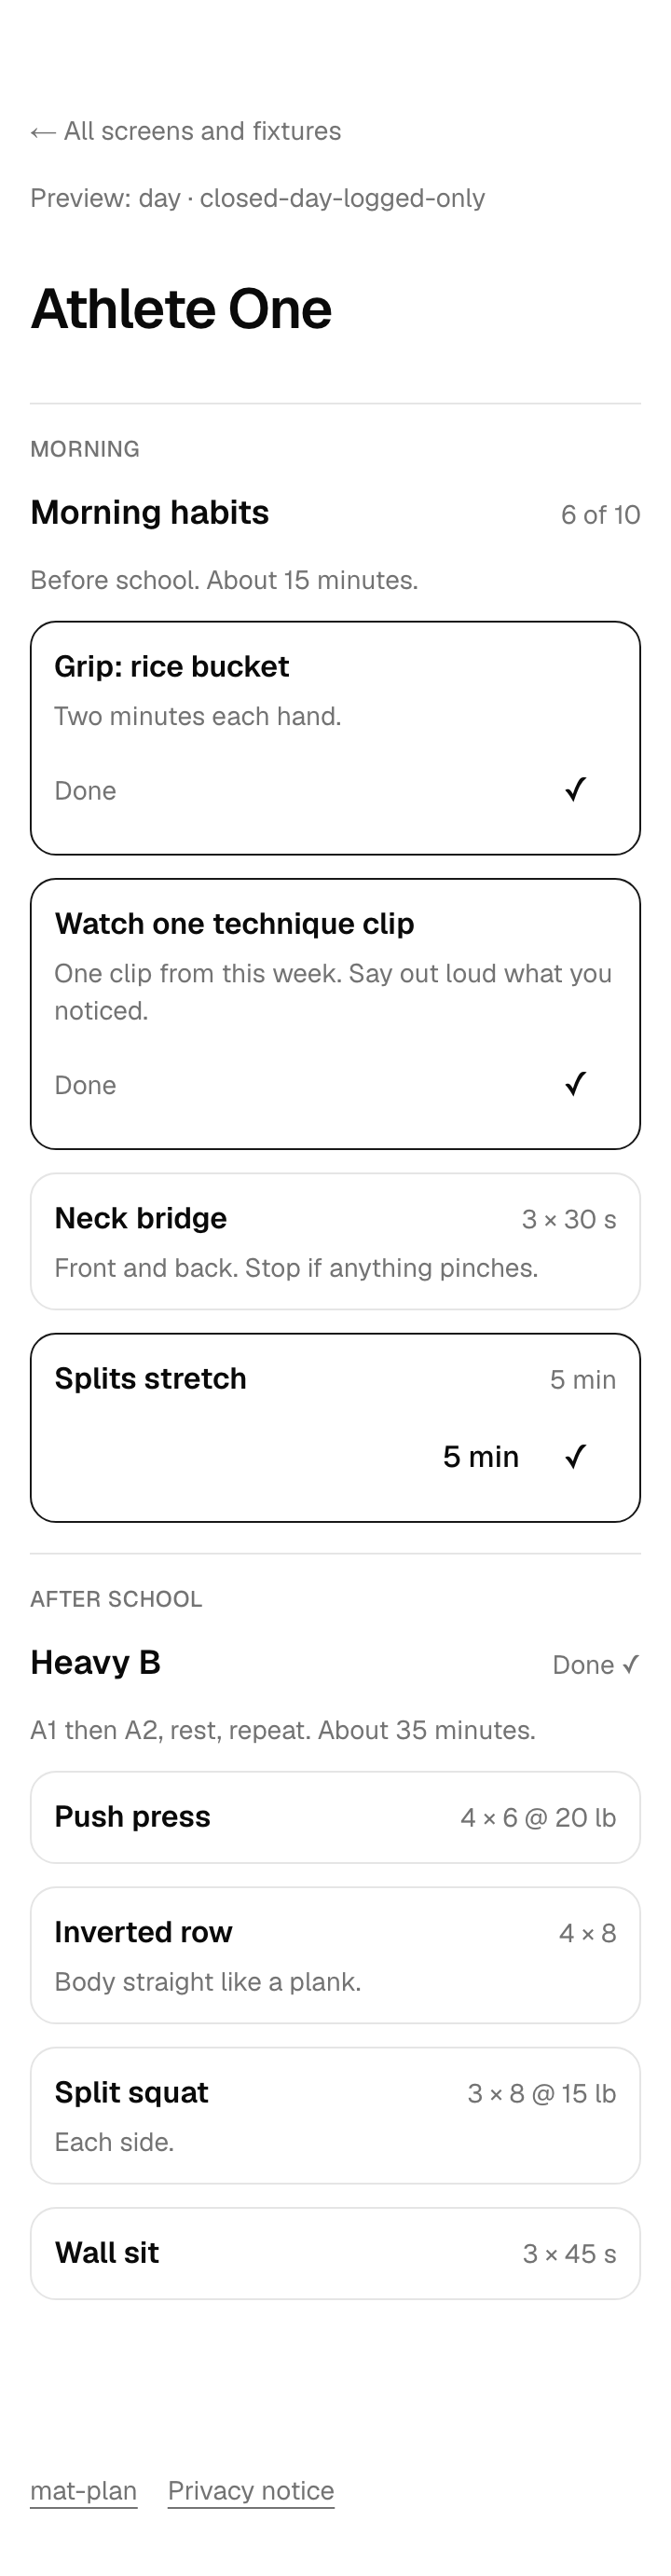 ← All screens and fixtures
Preview: day · closed-day-logged-only
Athlete One
MORNING
Morning habits 6 of 10
Before school. About 15 minutes.
Grip: rice bucket
Two minutes each hand.
Done ✓
Watch one technique clip
One clip from this week. Say out loud what you
noticed.
Done ✓
Neck bridge 3 × 30 s
Front and back. Stop if anything pinches.
Splits stretch 5 min
5 min ✓
AFTER SCHOOL
Heavy B Done ✓
A1 then A2, rest, repeat. About 35 minutes.
Push press 4 × 6 @ 20 lb
Inverted row 4 × 8
Body straight like a plank.
Split squat 3 × 8 @ 15 lb
Each side.
Wall sit 3 × 45 s
mat-plan Privacy notice